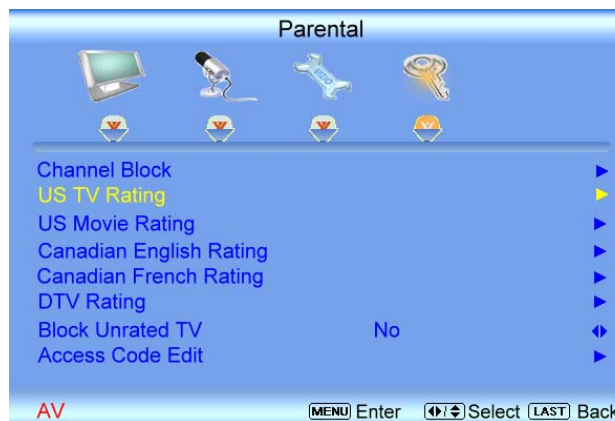 Parental
Channel Block
US TV Rating
US Movie Rating
Canadian English Rating
Canadian French Rating
DTV Rating
Block Unrated TV No
Access Code Edit
AV MENU Enter / Select LAST Back